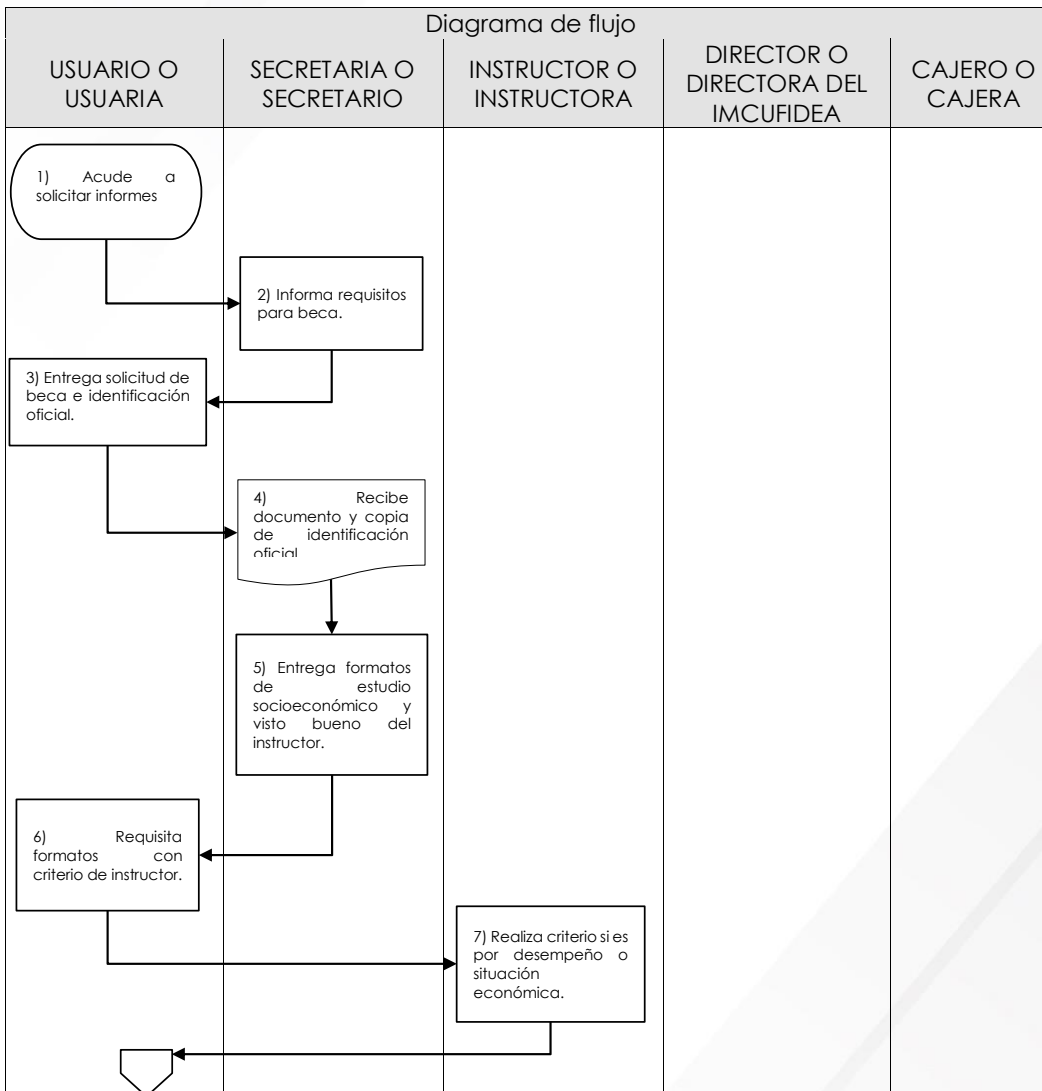 Diagrama de flujo
USUARIO O
USUARIA
SECRETARIA O
SECRETARIO
INSTRUCTOR O
INSTRUCTORA
DIRECTOR O
DIRECTORA DEL
IMCUFIDEA
CAJERO O
CAJERA
1) Acude a
solicitar informes
2) Informa requisitos
para beca.
3) Entrega solicitud de
beca e identificación
oficial.
4) Recibe
documento y copia
de identificación
oficial
5) Entrega formatos
de estudio
socioeconómico y
visto bueno del
instructor.
6) Requisita
formatos con
criterio de instructor.
7) Realiza criterio si es
por desempeño o
situación
económica.